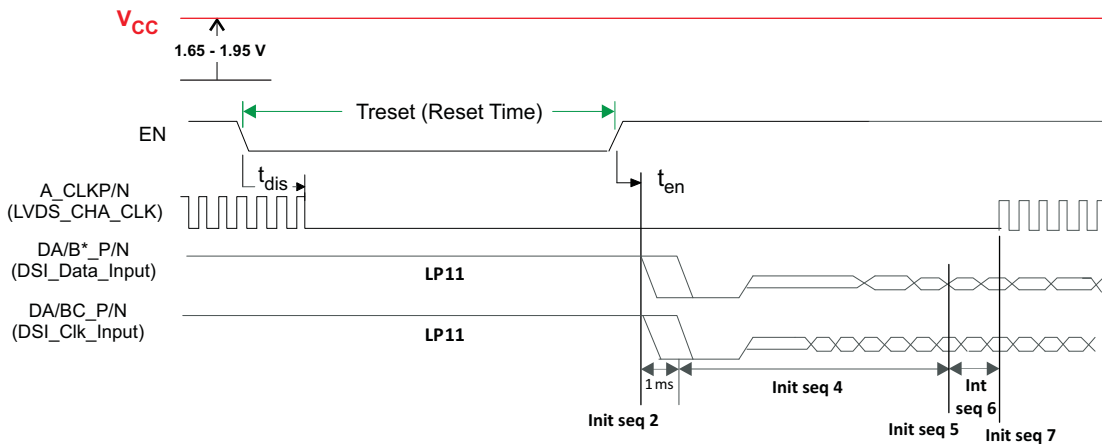 VCC
1.65 - 1.95 V
Treset (Reset Time)
EN
tdis
ten
A_CLKP/N
(LVDS_CHA_CLK)
DA/B*_P/N
(DSI_Data_Input)
LP11
DA/BC_P/N
(DSI_Clk_Input)
LP11
1 ms
Init seq 4
Int
seq 6
Init seq 2
Init seq 5
Init seq 7